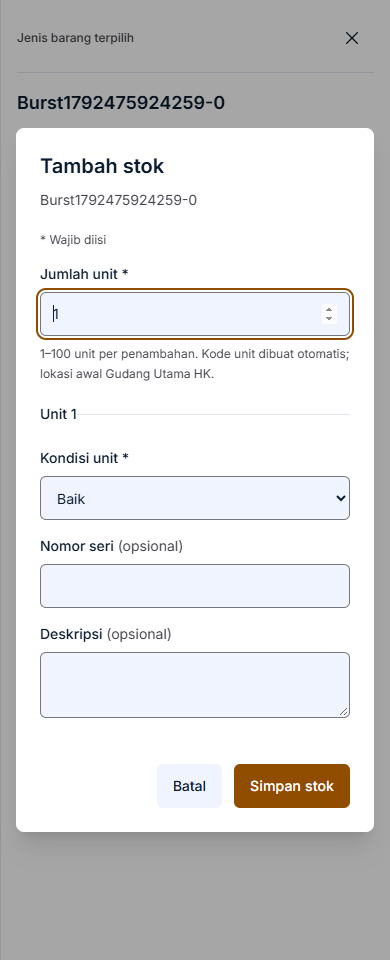 Jenis barang terpilih
Burst1792475924259-0
Tambah stok
Burst1792475924259-0
* Wajib diisi
Jumlah unit *
1
1–100 unit per penambahan. Kode unit dibuat otomatis;
lokasi awal Gudang Utama HK.
Unit 1
Kondisi unit *
Baik
Nomor seri (opsional)
Deskripsi (opsional)
Batal
Simpan stok